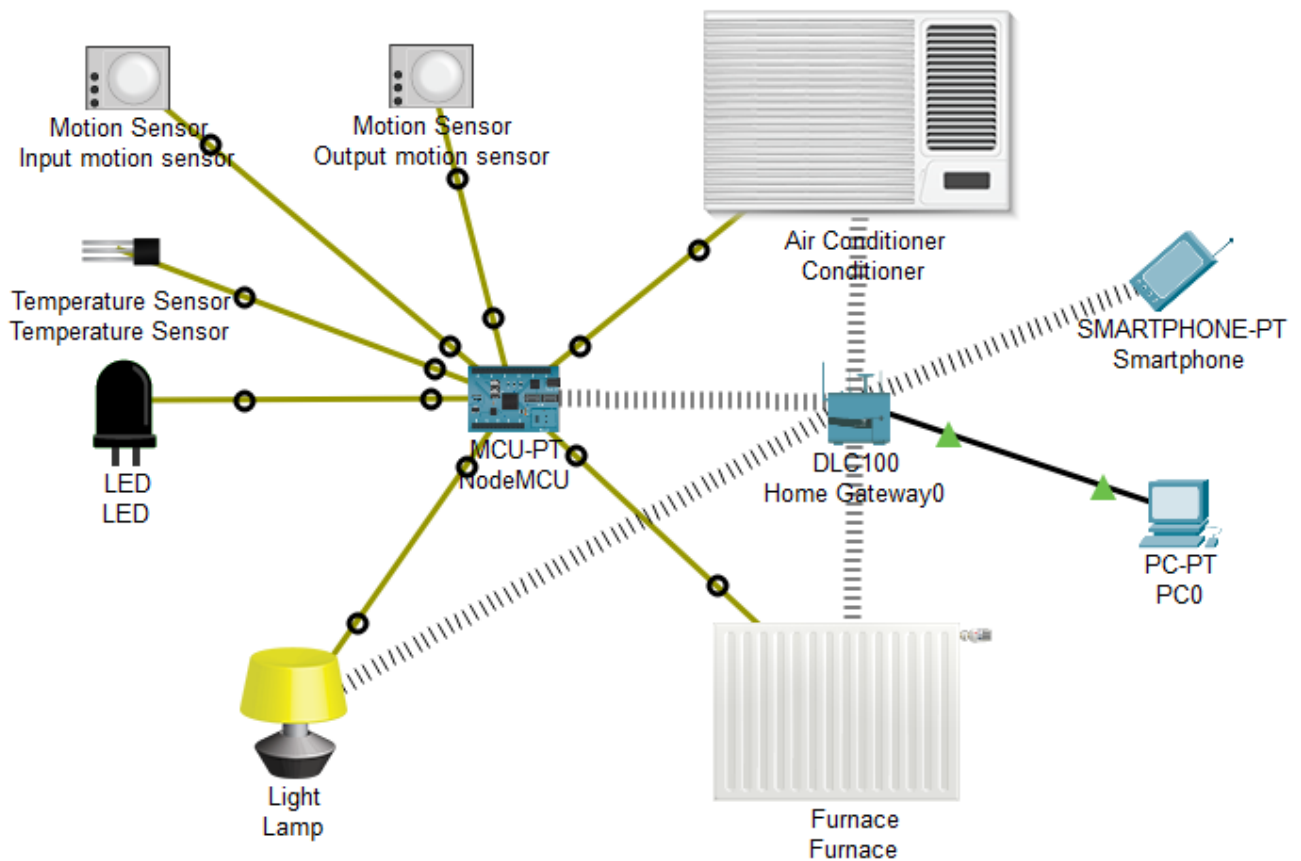 Motion Sensor
Input motion sensor
Motion Sensor
Output motion sensor
Air Conditioner
Conditioner
Temperature Sensor
Temperature Sensor
SMARTPHONE-PT
Smartphone
LED
LED
MCU-PT
NodeMCU
DLC100
Home Gateway0
PC-PT
PC0
Light
Lamp
Furnace
Furnace